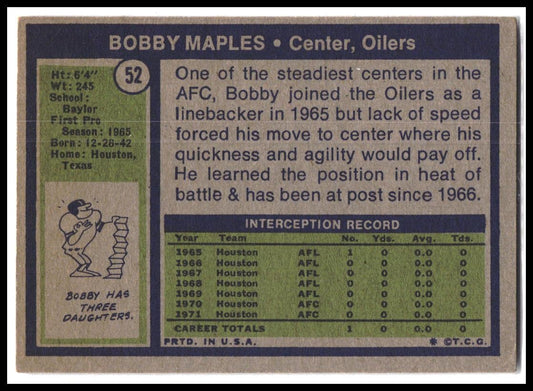 BOBBY MAPLES • Center, Oilers
52
Ht: 6'4"
Wt: 245
School:
Baylor
First Pro
Season: 1965
Born: 12-28-42
Home: Houston,
Texas
One of the steadiest centers in the
AFC, Bobby joined the Oilers as a
linebacker in 1965 but lack of speed
forced his move to center where his
quickness and agility would pay off.
He learned the position in heat of
battle & has been at post since 1966.
BOBBY HAS
THREE
DAUGHTERS.
INTERCEPTION RECORD
Year Team No. Yds. Avg. Tds.
1965 Houston AFL 1 0 0.0 0
1966 Houston AFL 0 0 0.0 0
1967 Houston AFL 0 0 0.0 0
1968 Houston AFL 0 0 0.0 0
1969 Houston AFL 0 0 0.0 0
1970 Houston AFC 0 0 0.0 0
1971 Houston AFC 0 0 0.0 0
CAREER TOTALS 1 0 0.0 0
PRTD. IN U.S.A. * ©T.C.G.